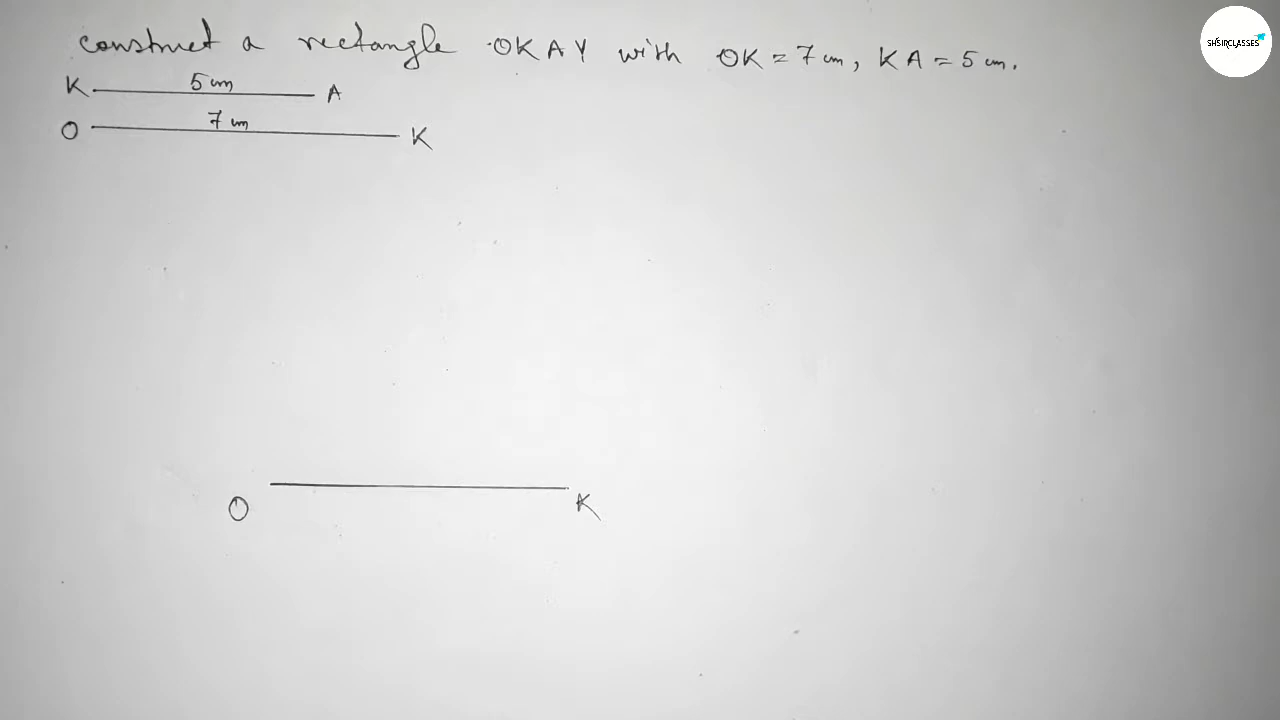 construct a rectangle OKAY with OK = 7 cm, KA = 5 cm.
SHSIRCLASSES
K 5 cm A
O 7 cm K
O K